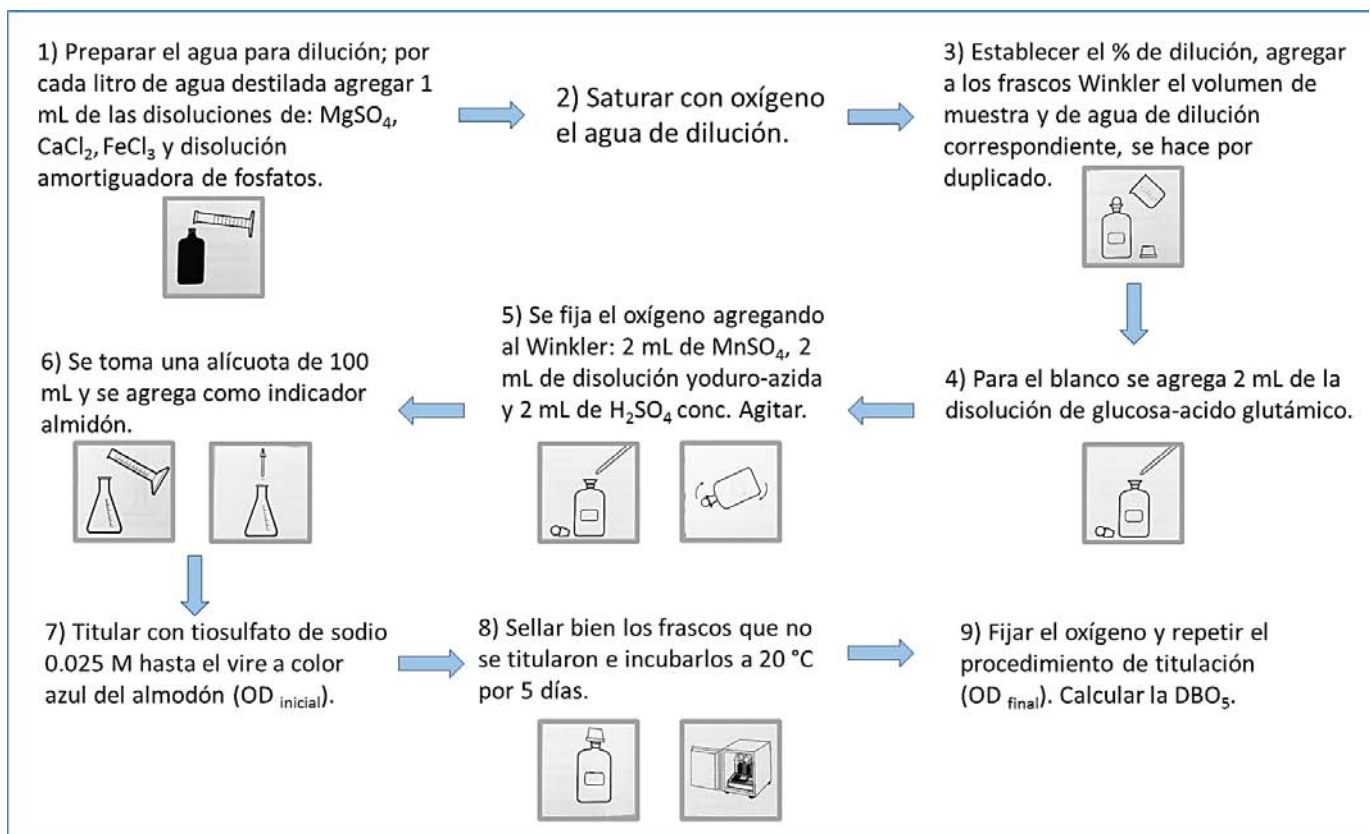 1) Preparar el agua para dilución; por
cada litro de agua destilada agregar 1
mL de las disoluciones de: MgSO₄,
CaCl₂, FeCl₃ y disolución
amortiguadora de fosfatos.
2) Saturar con oxígeno
el agua de dilución.
3) Establecer el % de dilución, agregar
a los frascos Winkler el volumen de
muestra y de agua de dilución
correspondiente, se hace por
duplicado.
4) Para el blanco se agrega 2 mL de la
disolución de glucosa-acido glutámico.
5) Se fija el oxígeno agregando
al Winkler: 2 mL de MnSO₄, 2
mL de disolución yoduro-azida
y 2 mL de H₂SO₄ conc. Agitar.
6) Se toma una alícuota de 100
mL y se agrega como indicador
almidón.
7) Titular con tiosulfato de sodio
0.025 M hasta el vire a color
azul del almodón (OD inicial).
8) Sellar bien los frascos que no
se titularon e incubarlos a 20 °C
por 5 días.
9) Fijar el oxígeno y repetir el
procedimiento de titulación
(OD final). Calcular la DBO₅.